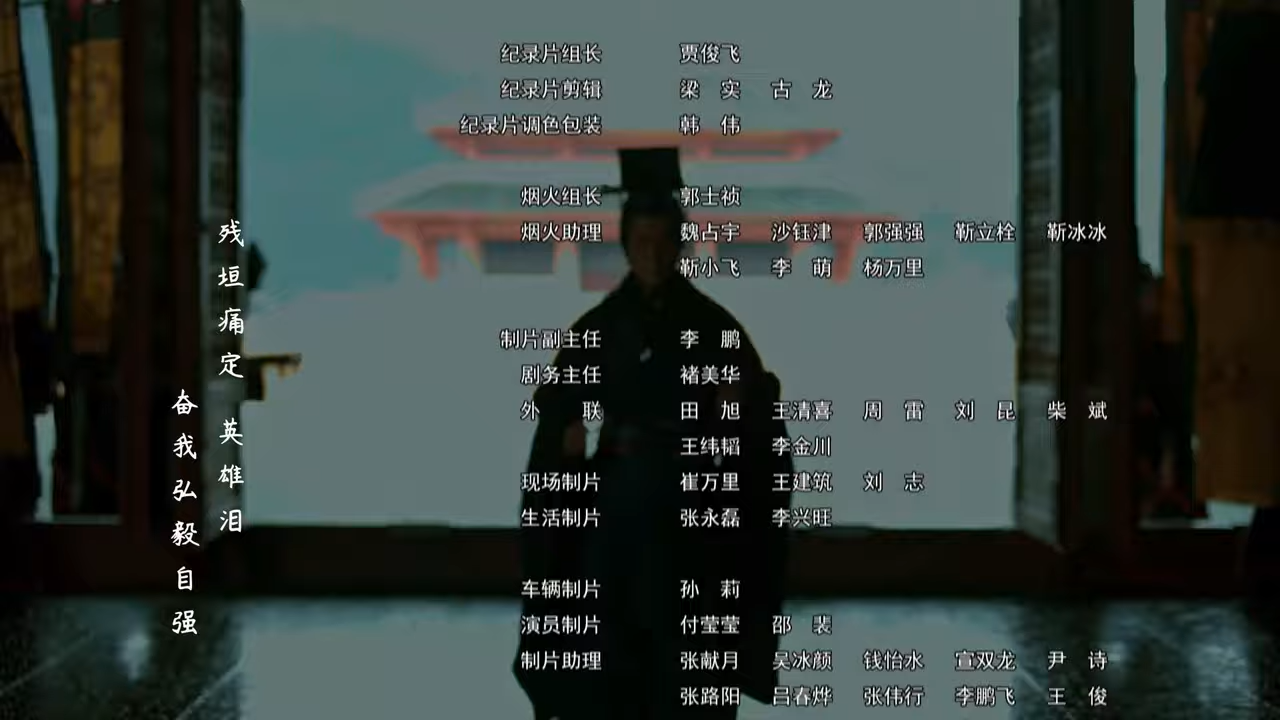 纪录片组长 贾俊飞
纪录片剪辑 梁 实 古 龙
纪录片调色包装 韩 伟
烟火组长 郭士祯
烟火助理 魏占宇 沙钰津 郭强强 靳立栓 靳冰冰
靳小飞 李 萌 杨万里
制片副主任 李 鹏
剧务主任 褚美华
外 联 田 旭 王清喜 周 雷 刘 昆 柴 斌
王纬韬 李金川
现场制片 崔万里 王建筑 刘 志
生活制片 张永磊 李兴旺
车辆制片 孙 莉
演员制片 付莹莹 邵 裴
制片助理 张献月 吴冰颜 钱怡水 宣双龙 尹 诗
张路阳 吕春烨 张伟行 李鹏飞 王 俊
残垣痛定 英雄泪
奋我弘毅自强